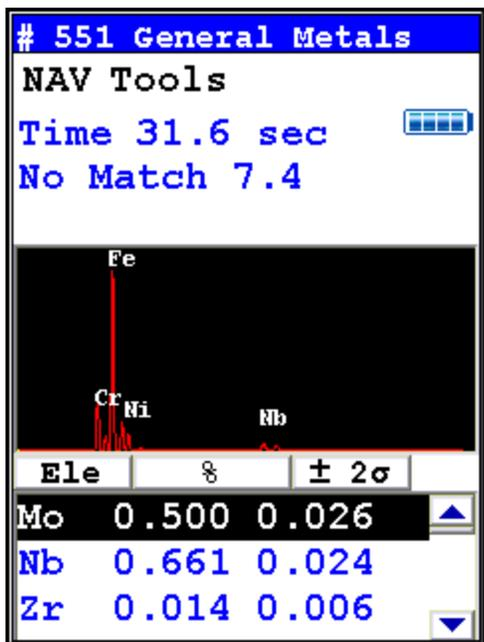 # 551 General Metals
NAV Tools
Time 31.6 sec
No Match 7.4
Fe
Cr
Ni
Nb
Ele % ± 2σ
Mo 0.500 0.026
Nb 0.661 0.024
Zr 0.014 0.006